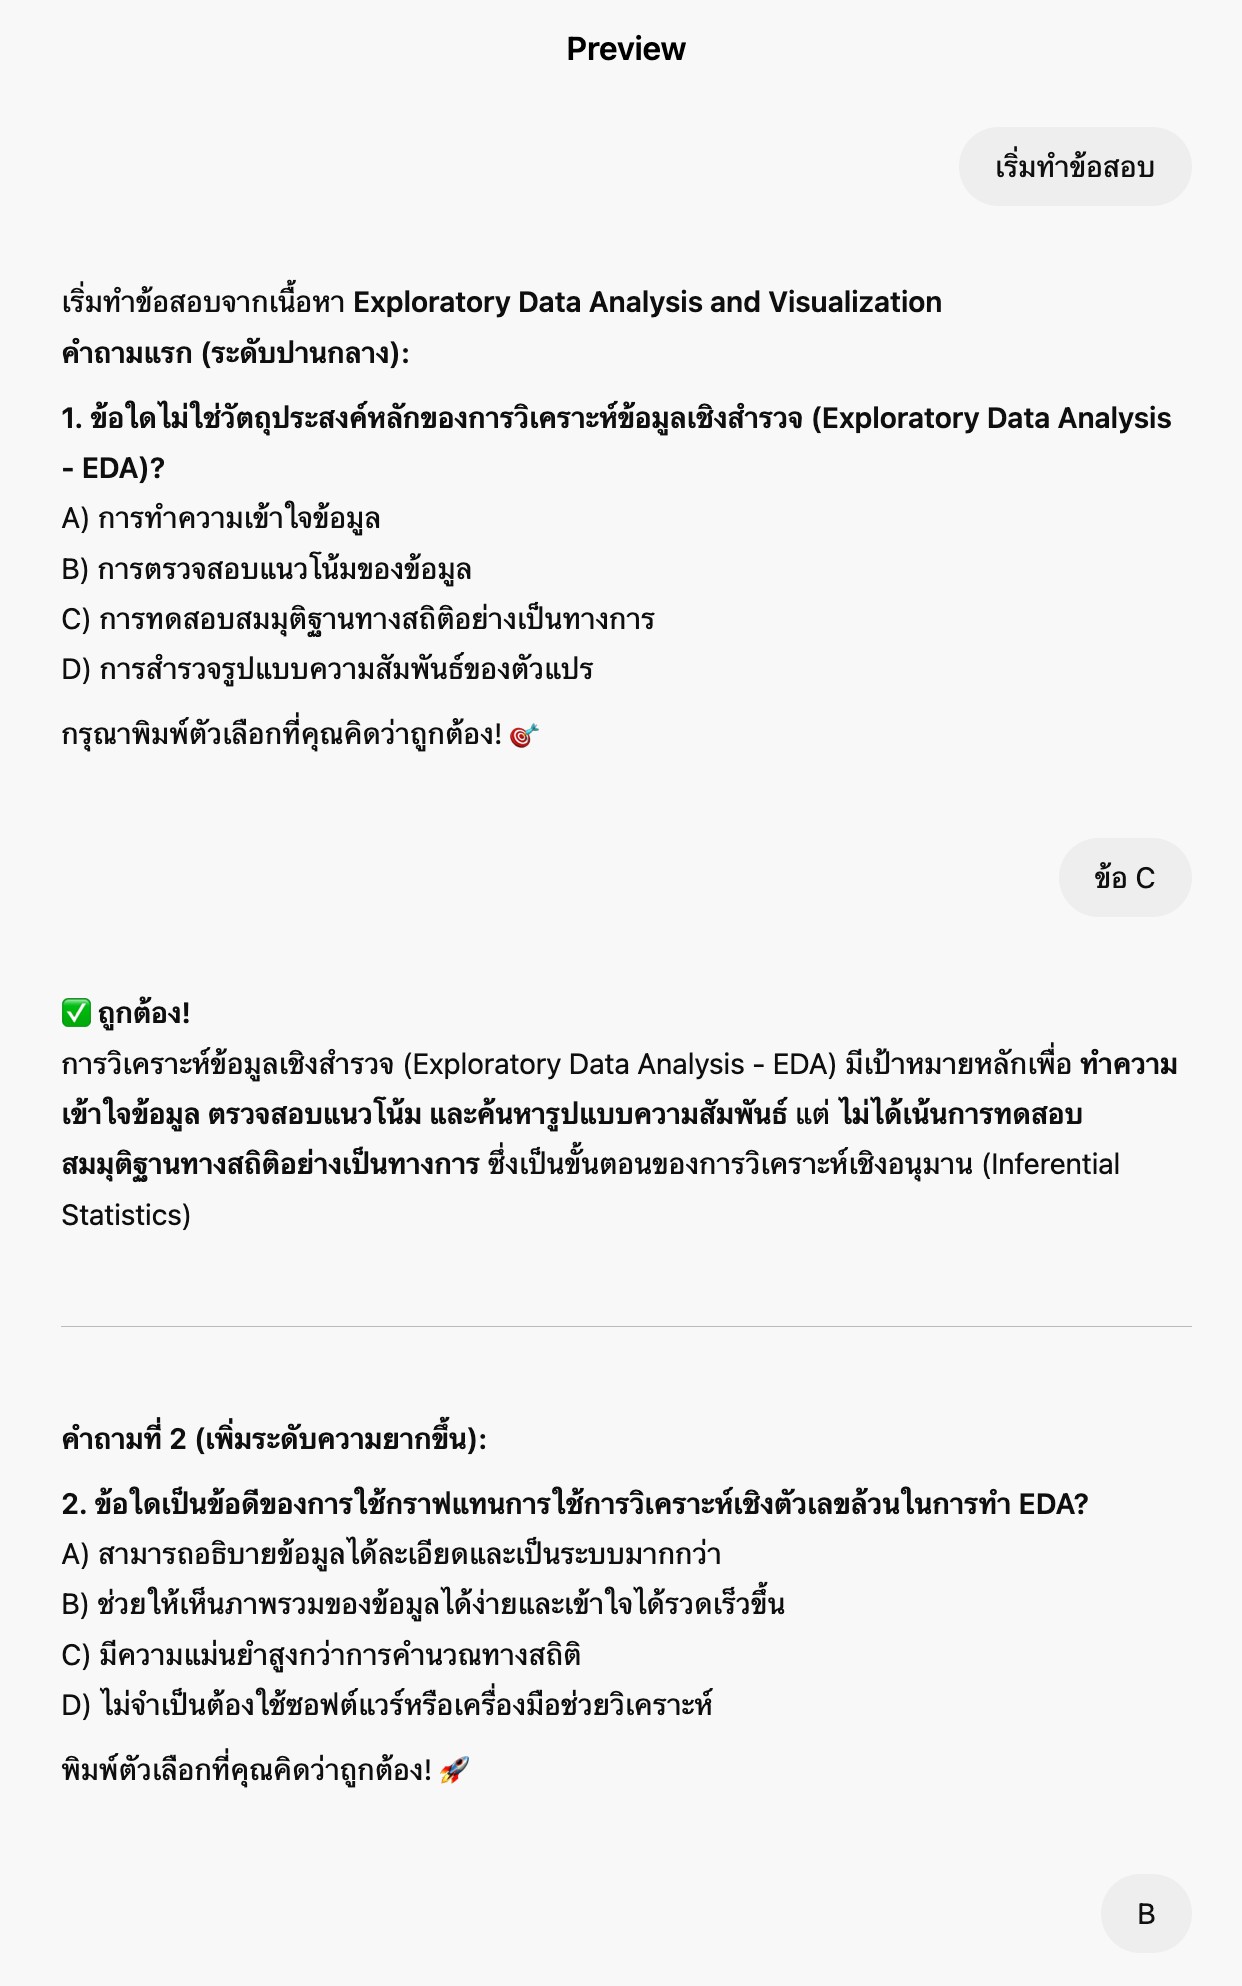 Preview
เริ่มทำข้อสอบ
เริ่มทำข้อสอบจากเนื้อหา Exploratory Data Analysis and Visualization
คำถามแรก (ระดับปานกลาง):
1. ข้อใดไม่ใช่วัตถุประสงค์หลักของการวิเคราะห์ข้อมูลเชิงสำรวจ (Exploratory Data Analysis
- EDA)?
A) การทำความเข้าใจข้อมูล
B) การตรวจสอบแนวโน้มของข้อมูล
C) การทดสอบสมมุติฐานทางสถิติอย่างเป็นทางการ
D) การสำรวจรูปแบบความสัมพันธ์ของตัวแปร
กรุณาพิมพ์ตัวเลือกที่คุณคิดว่าถูกต้อง! 🎯
ข้อ C
✅ ถูกต้อง!
การวิเคราะห์ข้อมูลเชิงสำรวจ (Exploratory Data Analysis - EDA) มีเป้าหมายหลักเพื่อ ทำความ
เข้าใจข้อมูล ตรวจสอบแนวโน้ม และค้นหารูปแบบความสัมพันธ์ แต่ ไม่ได้เน้นการทดสอบ
สมมุติฐานทางสถิติอย่างเป็นทางการ ซึ่งเป็นขั้นตอนของการวิเคราะห์เชิงอนุมาน (Inferential
Statistics)
คำถามที่ 2 (เพิ่มระดับความยากขึ้น):
2. ข้อใดเป็นข้อดีของการใช้กราฟแทนการใช้การวิเคราะห์เชิงตัวเลขล้วนในการทำ EDA?
A) สามารถอธิบายข้อมูลได้ละเอียดและเป็นระบบมากกว่า
B) ช่วยให้เห็นภาพรวมของข้อมูลได้ง่ายและเข้าใจได้รวดเร็วขึ้น
C) มีความแม่นยำสูงกว่าการคำนวณทางสถิติ
D) ไม่จำเป็นต้องใช้ซอฟต์แวร์หรือเครื่องมือช่วยวิเคราะห์
พิมพ์ตัวเลือกที่คุณคิดว่าถูกต้อง! 🚀
B